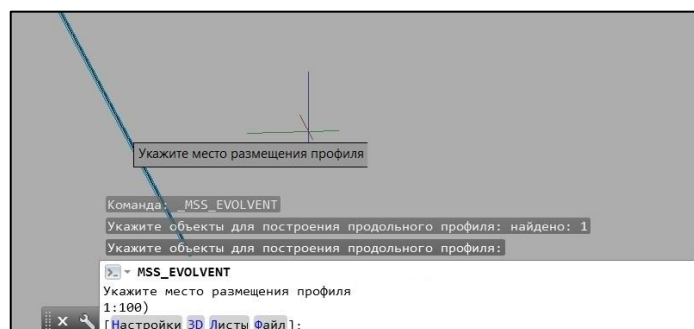 Укажите место размещения профиля
Команда: _MSS_EVOLVENT
Укажите объекты для построения продольного профиля: найдено: 1
Укажите объекты для построения продольного профиля:
MSS_EVOLVENT
Укажите место размещения профиля
1:100)
[Настройки 3D Листы Файл]: